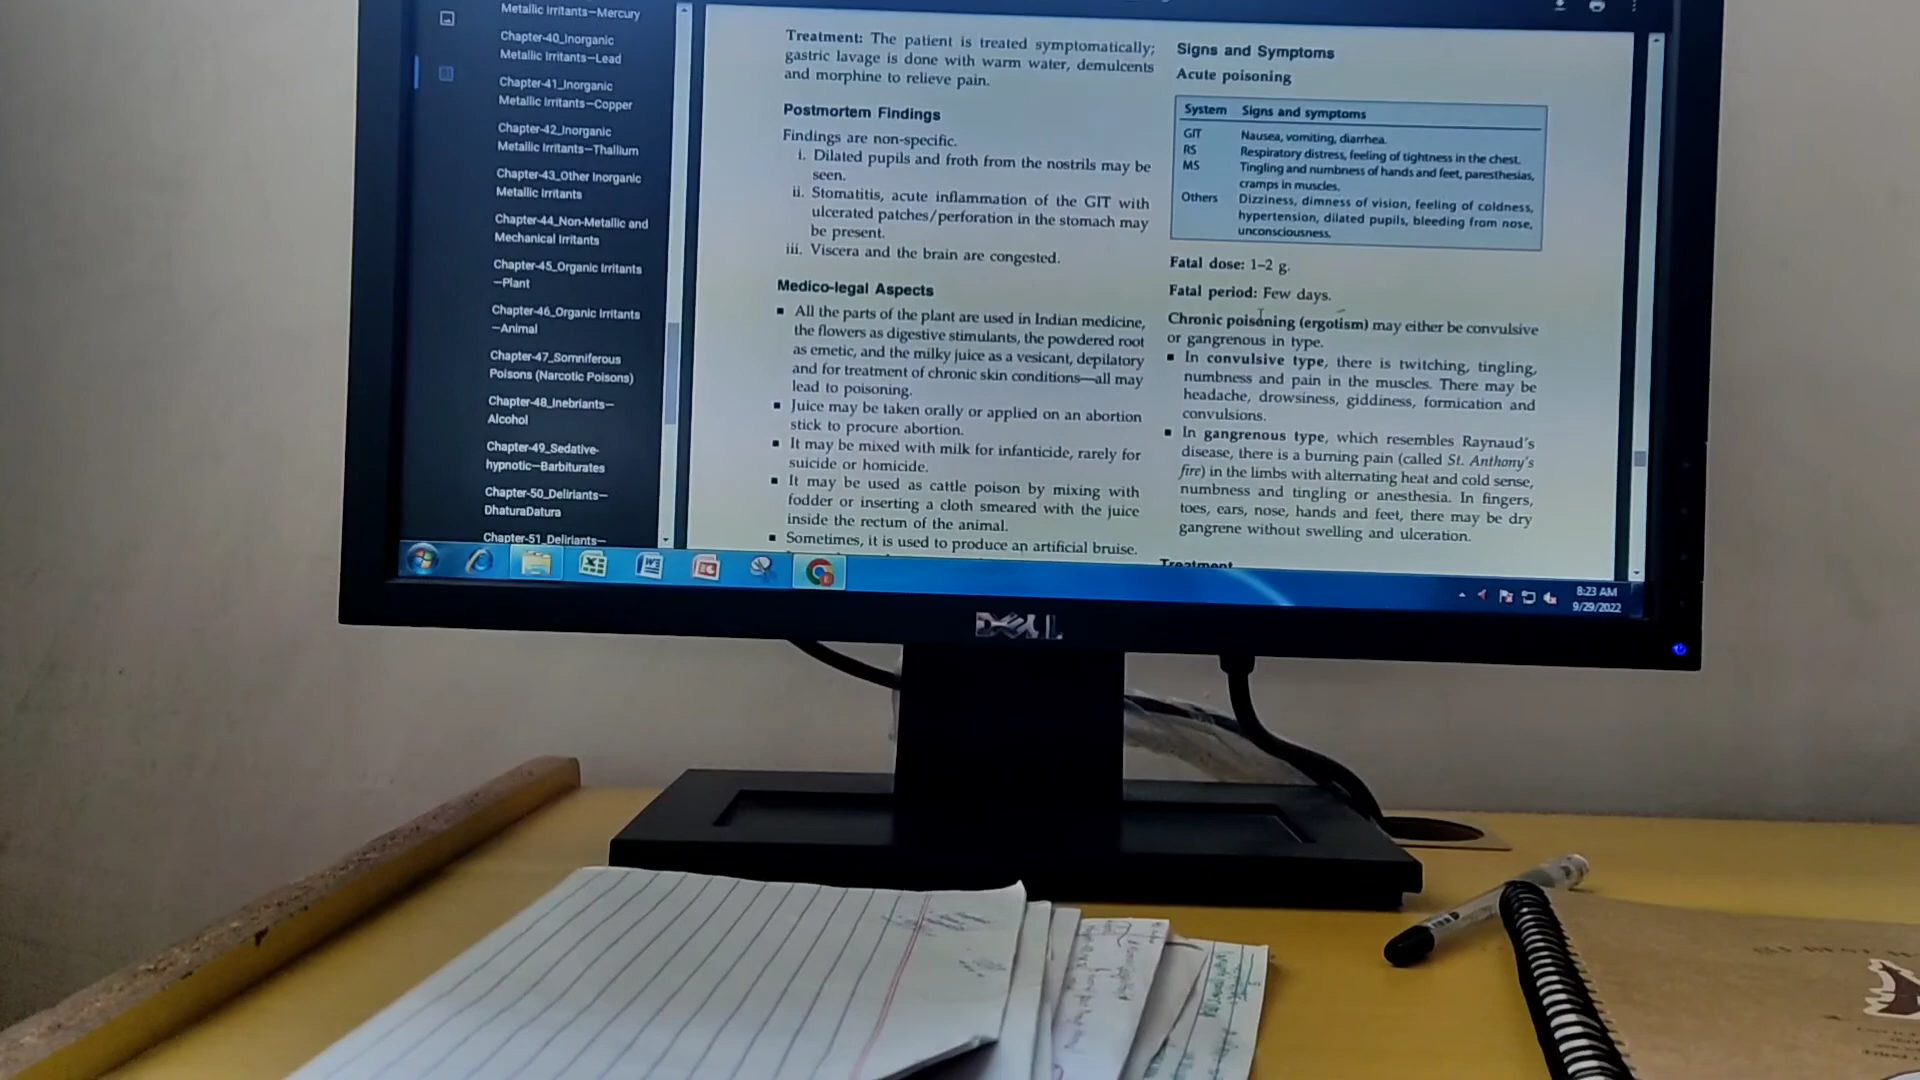 Metallic Irritants—Mercury
Chapter-40_Inorganic
Metallic Irritants—Lead
Chapter-41_Inorganic
Metallic Irritants—Copper
Chapter-42_Inorganic
Metallic Irritants—Thallium
Chapter-43_Other Inorganic
Metallic Irritants
Chapter-44_Non-Metallic and
Mechanical Irritants
Chapter-45_Organic Irritants
—Plant
Chapter-46_Organic Irritants
—Animal
Chapter-47_Somniferous
Poisons (Narcotic Poisons)
Chapter-48_Inebriants—
Alcohol
Chapter-49_Sedative-
hypnotic—Barbiturates
Chapter-50_Deliriants—
DhaturaDatura
Chapter-51_Deliriants—
Treatment: The patient is treated symptomatically;
gastric lavage is done with warm water, demulcents
and morphine to relieve pain.
Postmortem Findings
Findings are non-specific.
i. Dilated pupils and froth from the nostrils may be
seen.
ii. Stomatitis, acute inflammation of the GIT with
ulcerated patches/perforation in the stomach may
be present.
iii. Viscera and the brain are congested.
Medico-legal Aspects
▪ All the parts of the plant are used in Indian medicine,
the flowers as digestive stimulants, the powdered root
as emetic, and the milky juice as a vesicant, depilatory
and for treatment of chronic skin conditions—all may
lead to poisoning.
▪ Juice may be taken orally or applied on an abortion
stick to procure abortion.
▪ It may be mixed with milk for infanticide, rarely for
suicide or homicide.
▪ It may be used as cattle poison by mixing with
fodder or inserting a cloth smeared with the juice
inside the rectum of the animal.
▪ Sometimes, it is used to produce an artificial bruise.
Signs and Symptoms
Acute poisoning
System Signs and symptoms
GIT Nausea, vomiting, diarrhea.
RS Respiratory distress, feeling of tightness in the chest.
MS Tingling and numbness of hands and feet, paresthesias,
cramps in muscles.
Others Dizziness, dimness of vision, feeling of coldness,
hypertension, dilated pupils, bleeding from nose,
unconsciousness.
Fatal dose: 1–2 g.
Fatal period: Few days.
Chronic poisoning (ergotism) may either be convulsive
or gangrenous in type.
▪ In convulsive type, there is twitching, tingling,
numbness and pain in the muscles. There may be
headache, drowsiness, giddiness, formication and
convulsions.
▪ In gangrenous type, which resembles Raynaud's
disease, there is a burning pain (called St. Anthony's
fire) in the limbs with alternating heat and cold sense,
numbness and tingling or anesthesia. In fingers,
toes, ears, nose, hands and feet, there may be dry
gangrene without swelling and ulceration.
Treatment
8:23 AM
9/29/2022
DELL